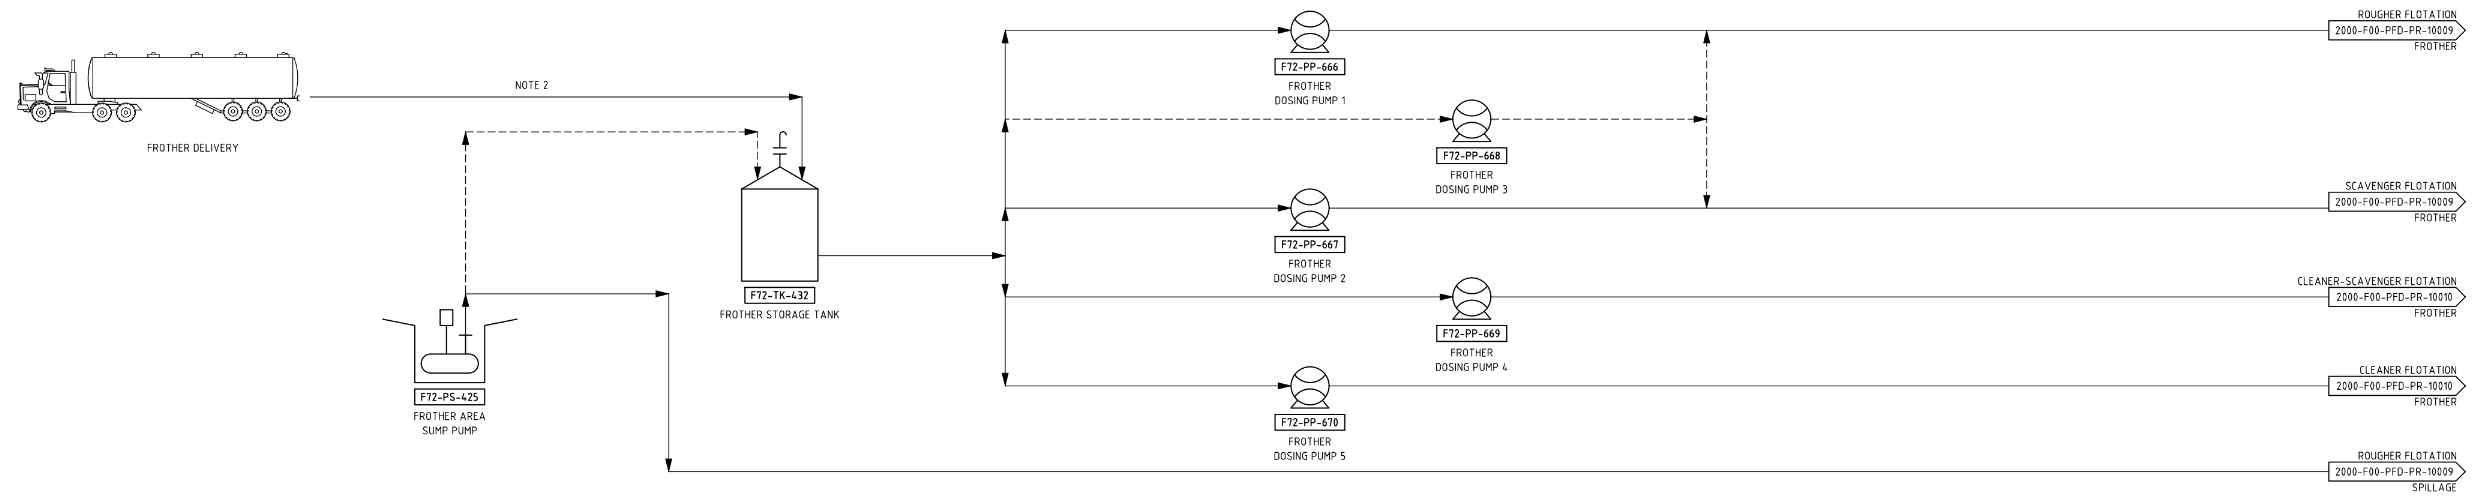 ROUGHER FLOTATION
2000-F00-PFD-PR-10009
FROTHER
F72-PP-666
FROTHER
DOSING PUMP 1
NOTE 2
FROTHER DELIVERY
F72-PP-668
FROTHER
DOSING PUMP 3
SCAVENGER FLOTATION
2000-F00-PFD-PR-10009
FROTHER
F72-PP-667
FROTHER
DOSING PUMP 2
F72-TK-432
FROTHER STORAGE TANK
CLEANER-SCAVENGER FLOTATION
2000-F00-PFD-PR-10010
FROTHER
F72-PP-669
FROTHER
DOSING PUMP 4
F72-PS-425
FROTHER AREA
SUMP PUMP
CLEANER FLOTATION
2000-F00-PFD-PR-10010
FROTHER
F72-PP-670
FROTHER
DOSING PUMP 5
ROUGHER FLOTATION
2000-F00-PFD-PR-10009
SPILLAGE